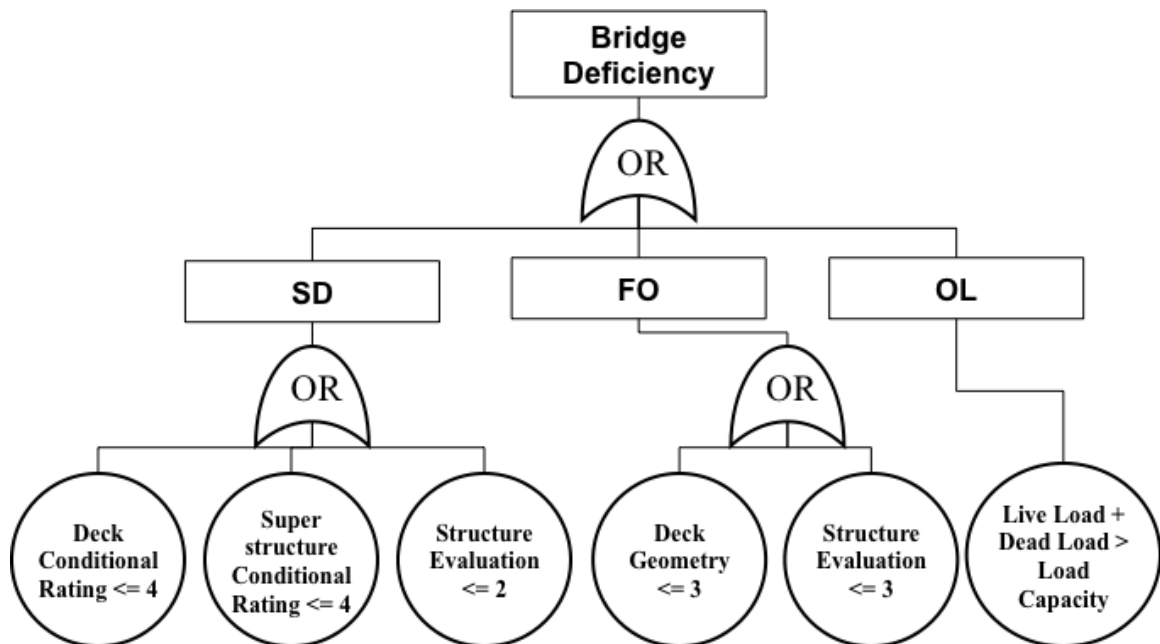 Bridge
Deficiency
OR
SD
FO
OL
OR
OR
Deck
Conditional
Rating <= 4
Super
structure
Conditional
Rating <= 4
Structure
Evaluation
<= 2
Deck
Geometry
<= 3
Structure
Evaluation
<= 3
Live Load +
Dead Load >
Load
Capacity